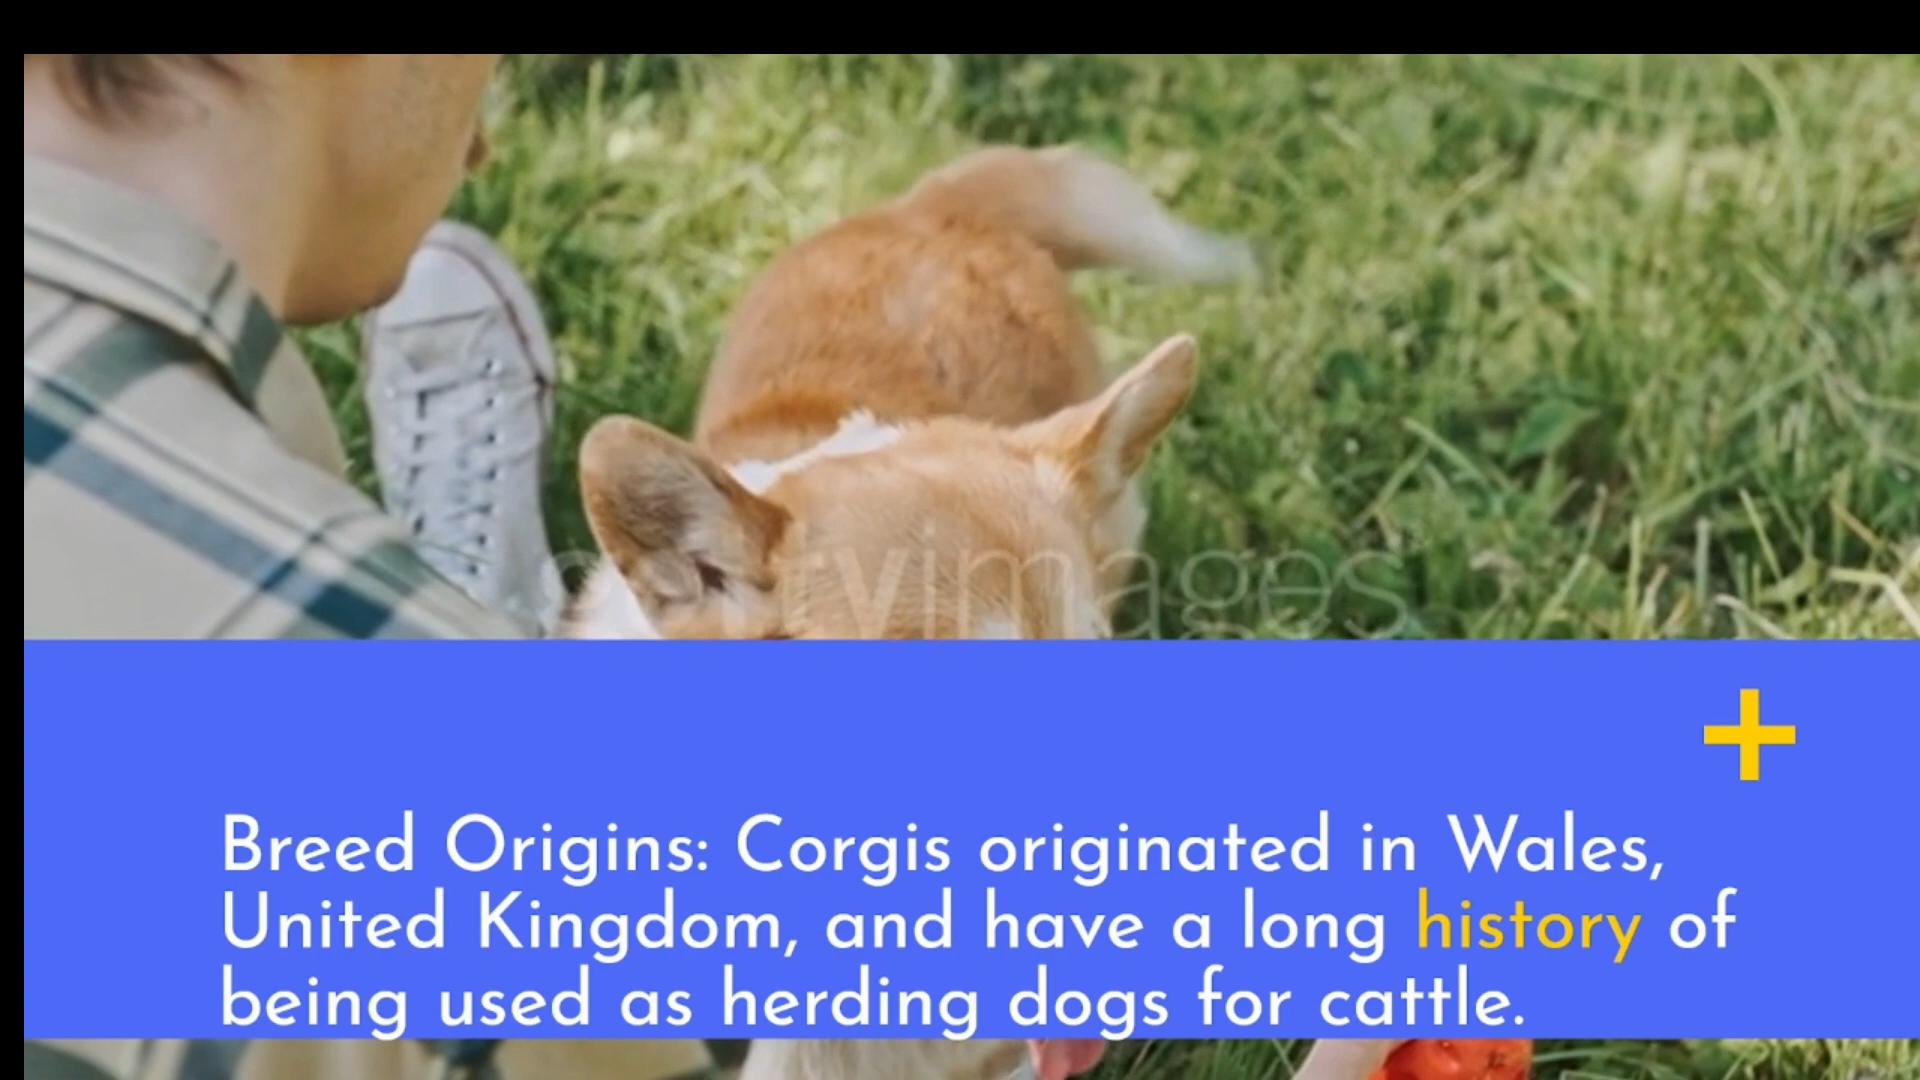 gettyimages
Breed Origins: Corgis originated in Wales,
United Kingdom, and have a long history of
being used as herding dogs for cattle.